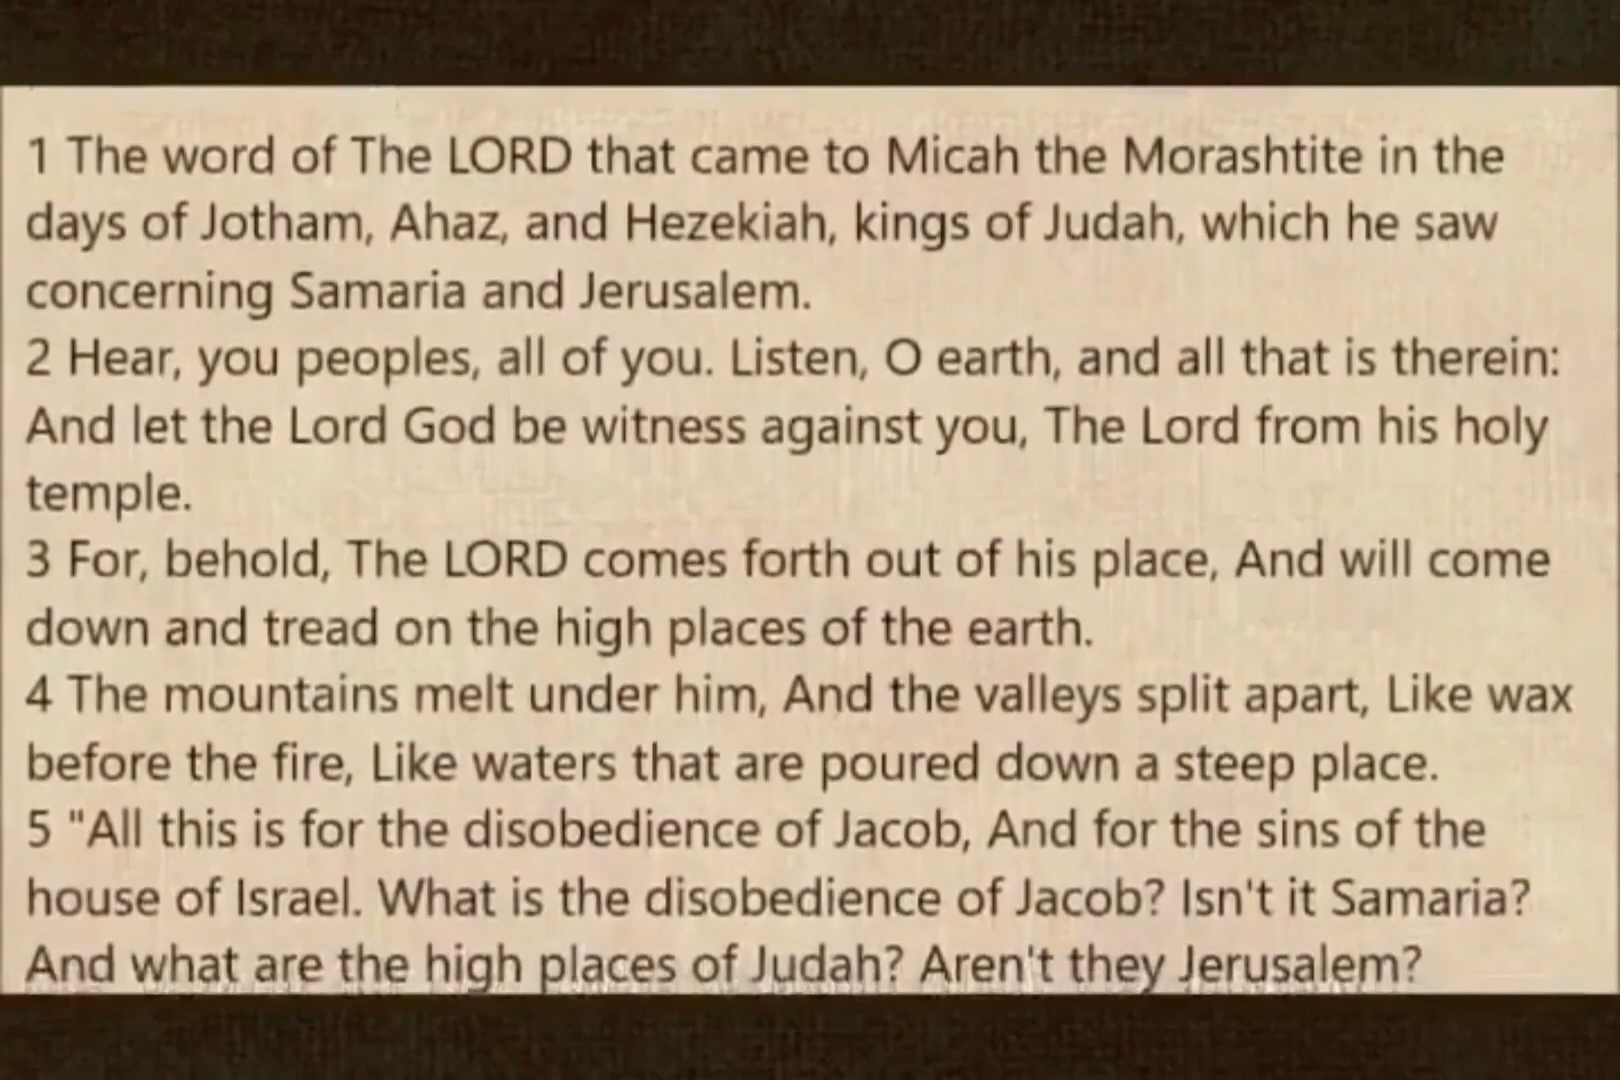 1 The word of The LORD that came to Micah the Morashtite in the
days of Jotham, Ahaz, and Hezekiah, kings of Judah, which he saw
concerning Samaria and Jerusalem.
2 Hear, you peoples, all of you. Listen, O earth, and all that is therein:
And let the Lord God be witness against you, The Lord from his holy
temple.
3 For, behold, The LORD comes forth out of his place, And will come
down and tread on the high places of the earth.
4 The mountains melt under him, And the valleys split apart, Like wax
before the fire, Like waters that are poured down a steep place.
5 "All this is for the disobedience of Jacob, And for the sins of the
house of Israel. What is the disobedience of Jacob? Isn't it Samaria?
And what are the high places of Judah? Aren't they Jerusalem?